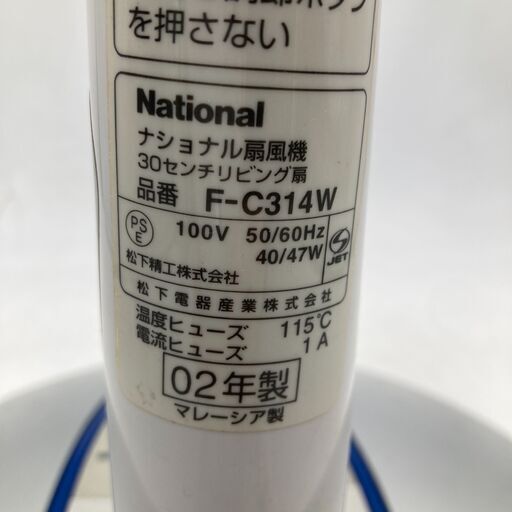 を押さない
National
ナショナル扇風機
30センチリビング扇
品番 F-C314W
PS E 100V 50/60Hz
40/47W JET
松下精工株式会社
松下電器産業株式会社
温度ヒューズ 115℃
電流ヒューズ 1A
02年製
マレーシア製